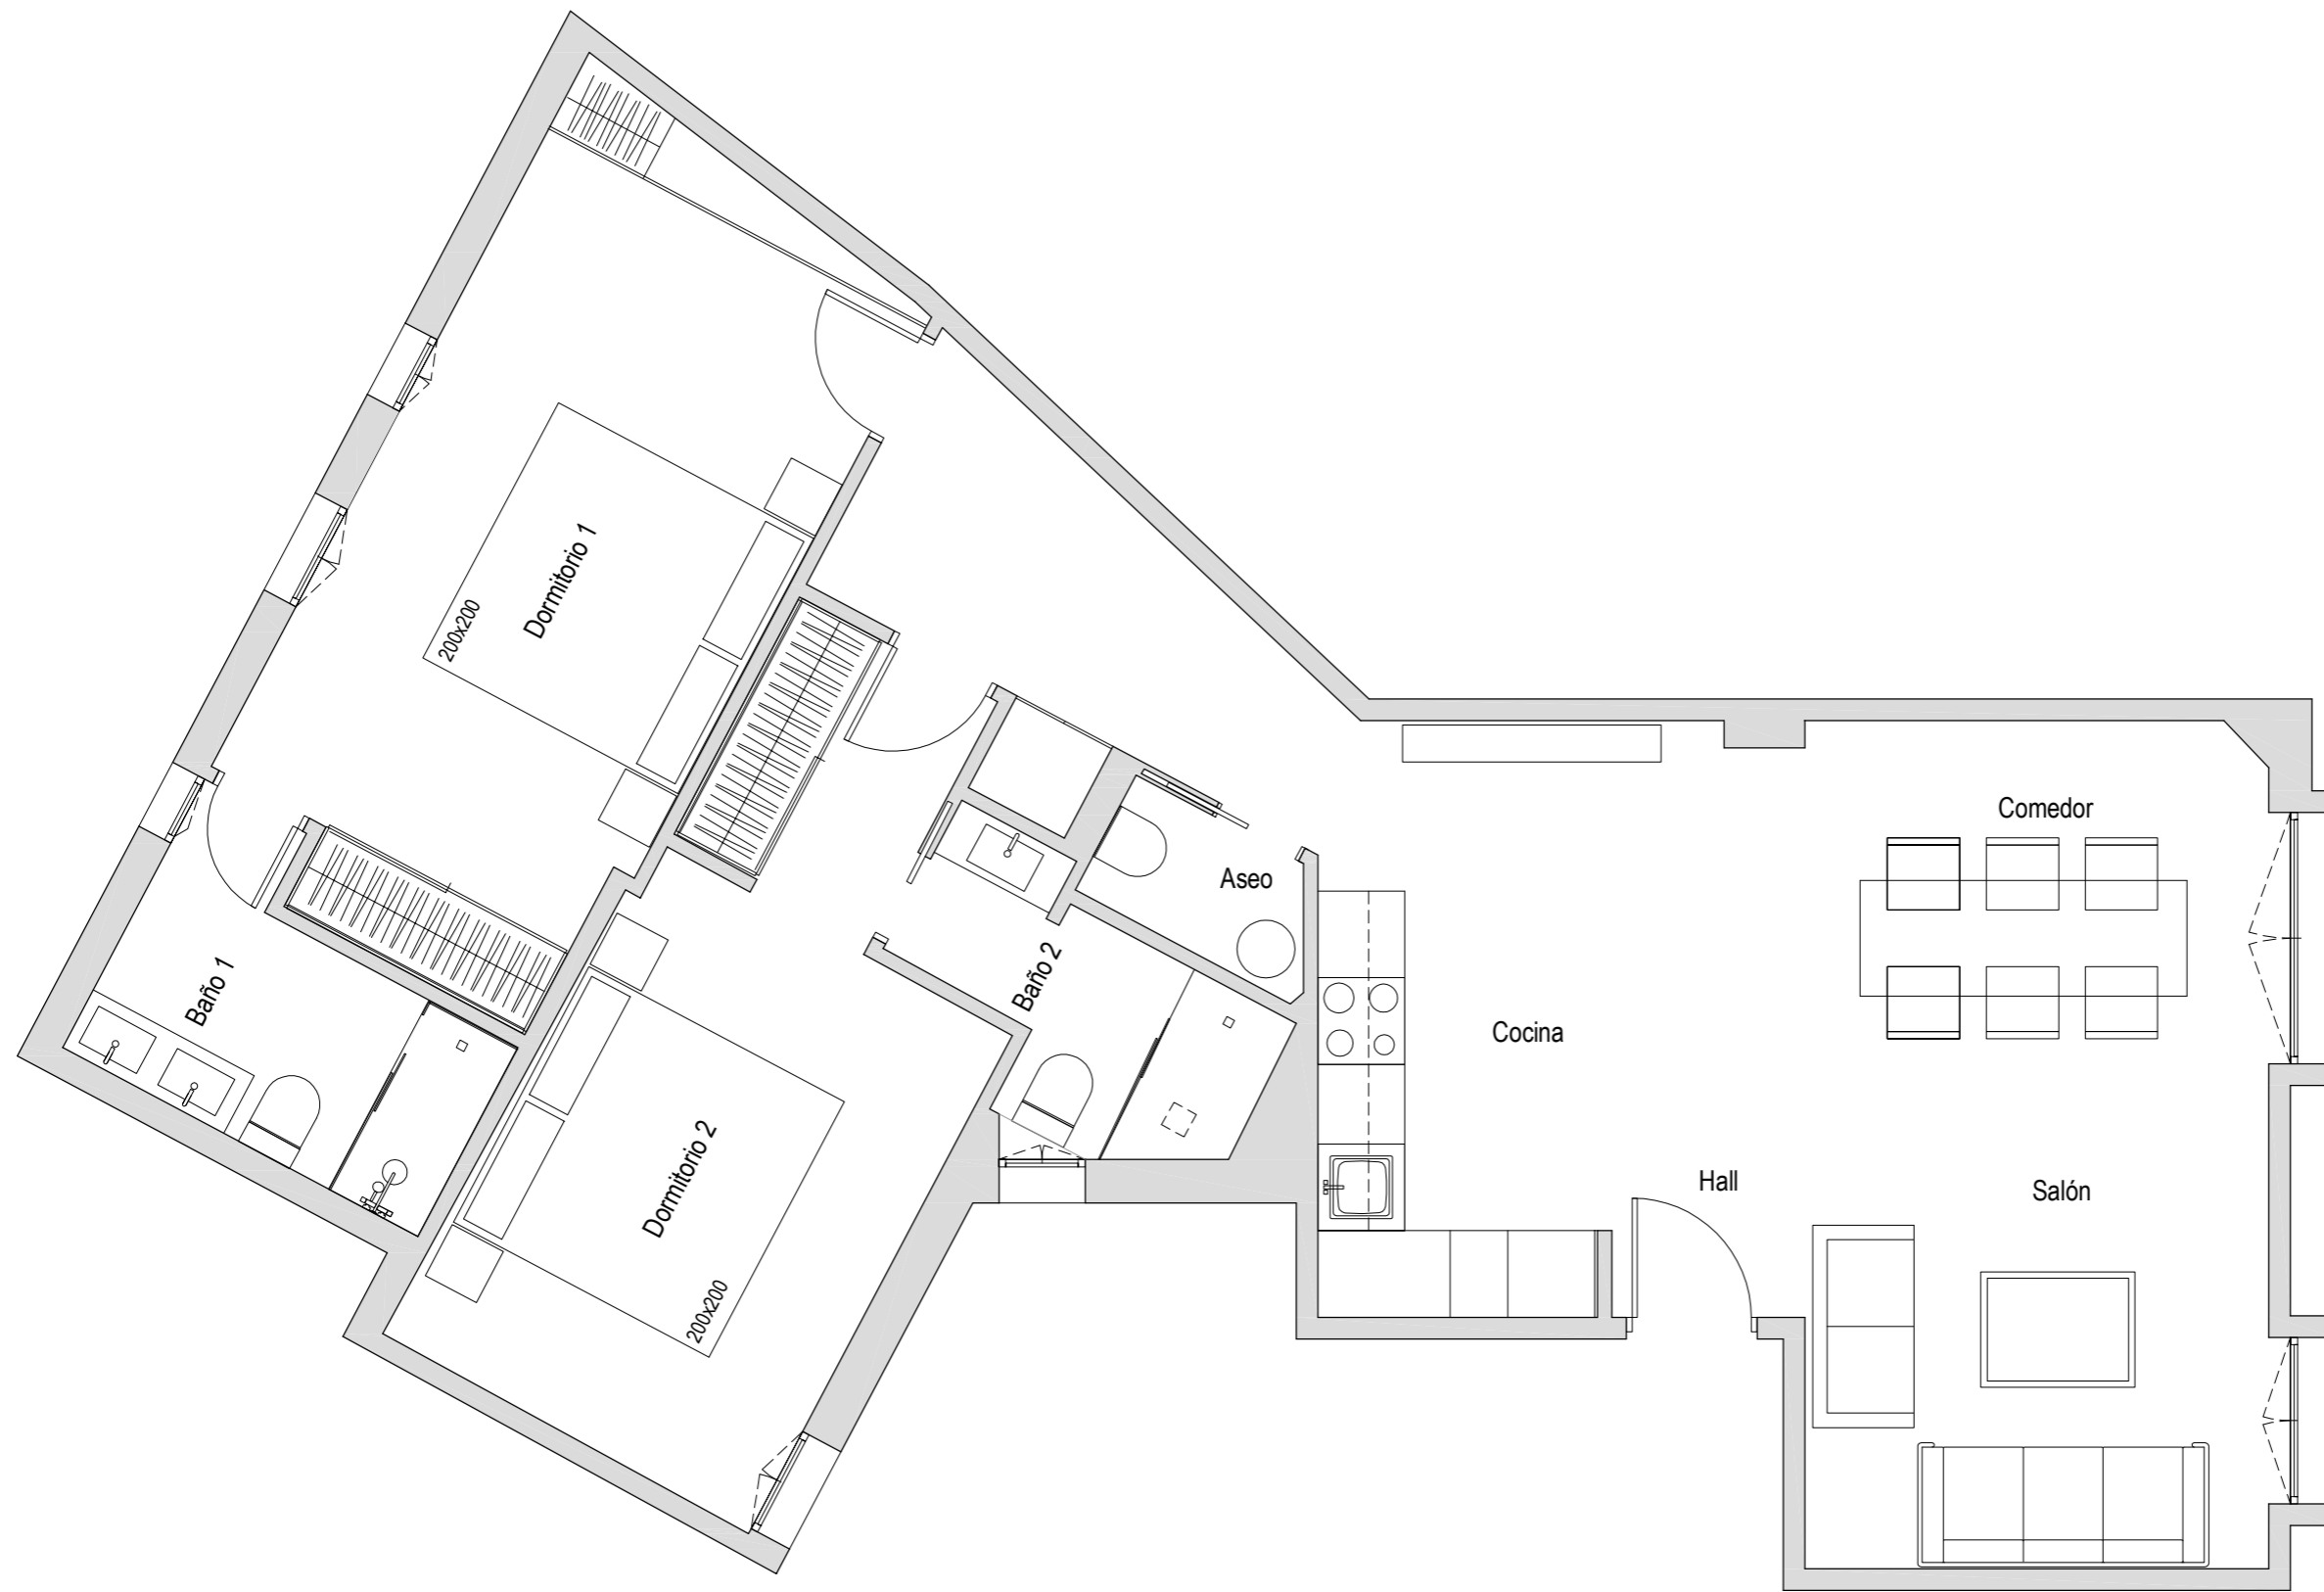 Dormitorio 1
200x200
Baño 1
Dormitorio 2
200x200
Baño 2
Aseo
Cocina
Hall
Comedor
Salón